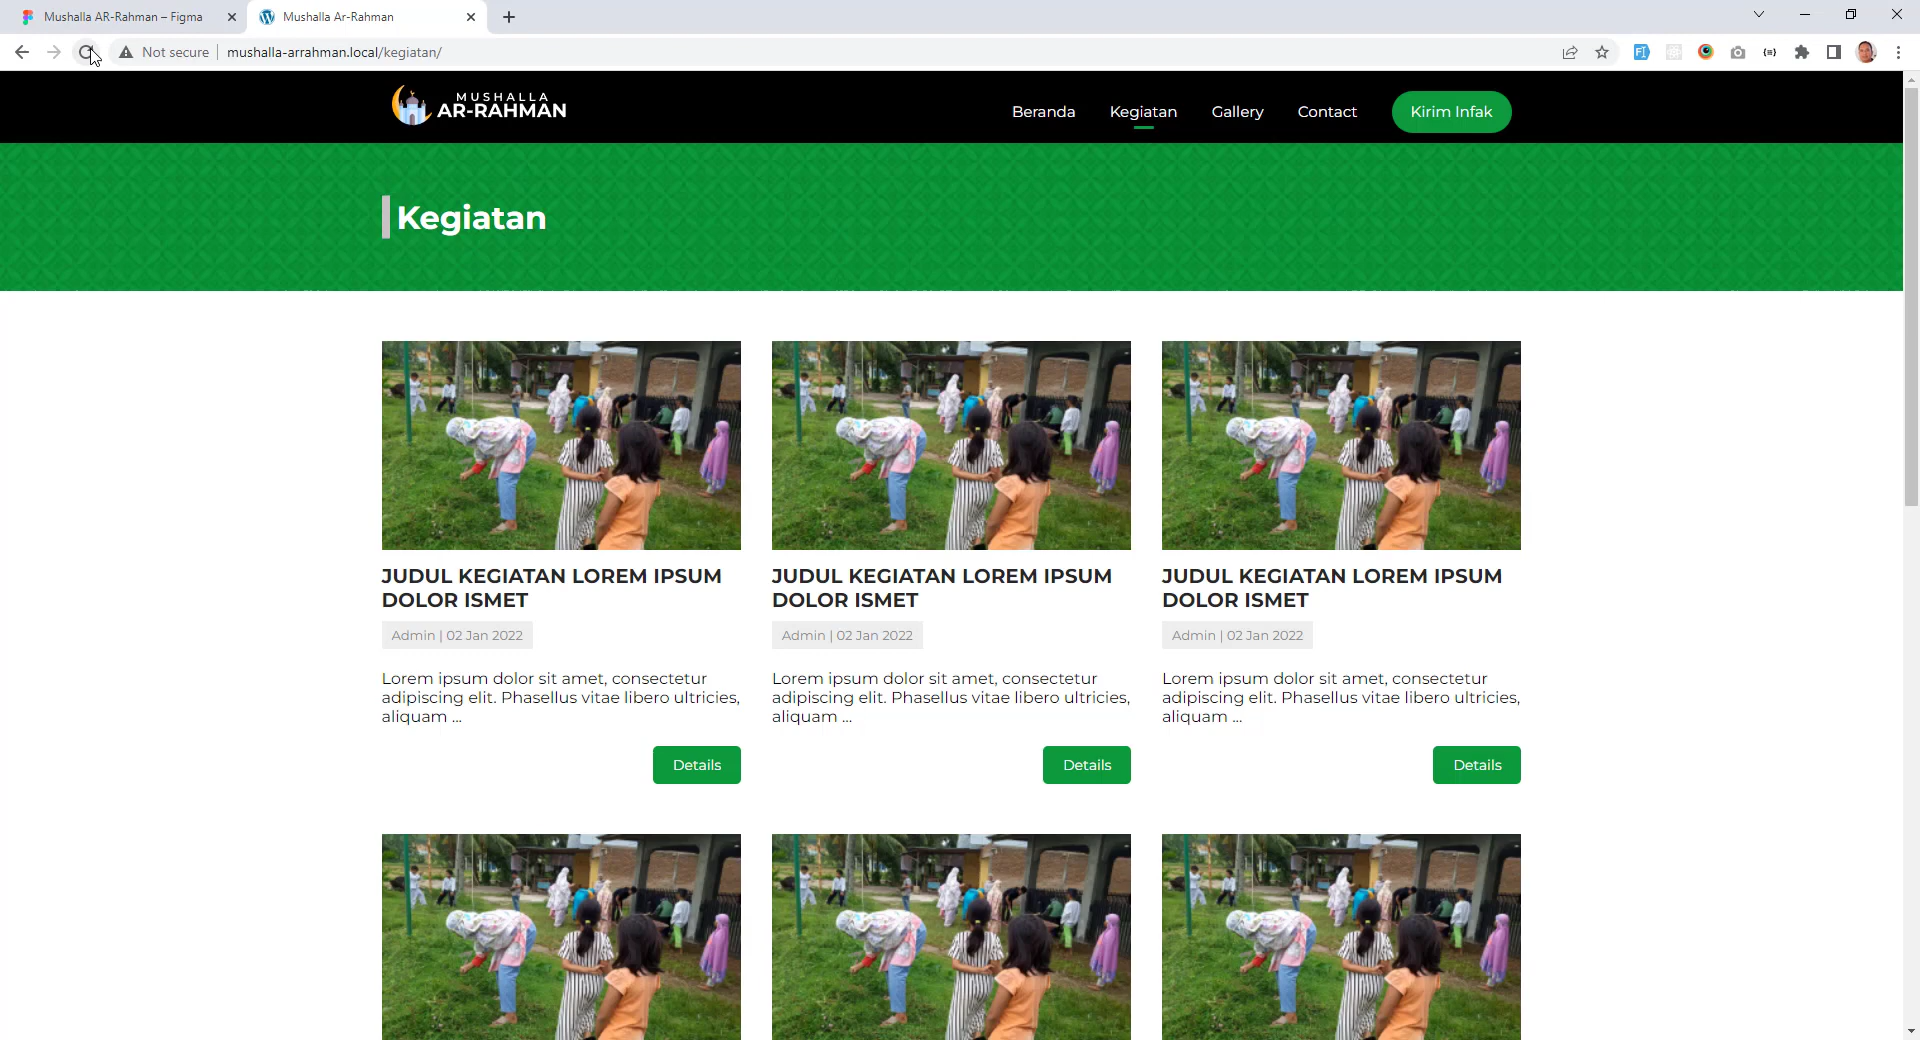 Mushalla AR-Rahman – Figma
Mushalla Ar-Rahman
Not secure
mushalla-arrahman.local/kegiatan/
MUSHALLA
AR-RAHMAN
Beranda
Kegiatan
Gallery
Contact
Kirim Infak
Kegiatan
JUDUL KEGIATAN LOREM IPSUM
DOLOR ISMET
Admin | 02 Jan 2022
Lorem ipsum dolor sit amet, consectetur
adipiscing elit. Phasellus vitae libero ultricies,
aliquam ...
Details
JUDUL KEGIATAN LOREM IPSUM
DOLOR ISMET
Admin | 02 Jan 2022
Lorem ipsum dolor sit amet, consectetur
adipiscing elit. Phasellus vitae libero ultricies,
aliquam ...
Details
JUDUL KEGIATAN LOREM IPSUM
DOLOR ISMET
Admin | 02 Jan 2022
Lorem ipsum dolor sit amet, consectetur
adipiscing elit. Phasellus vitae libero ultricies,
aliquam ...
Details